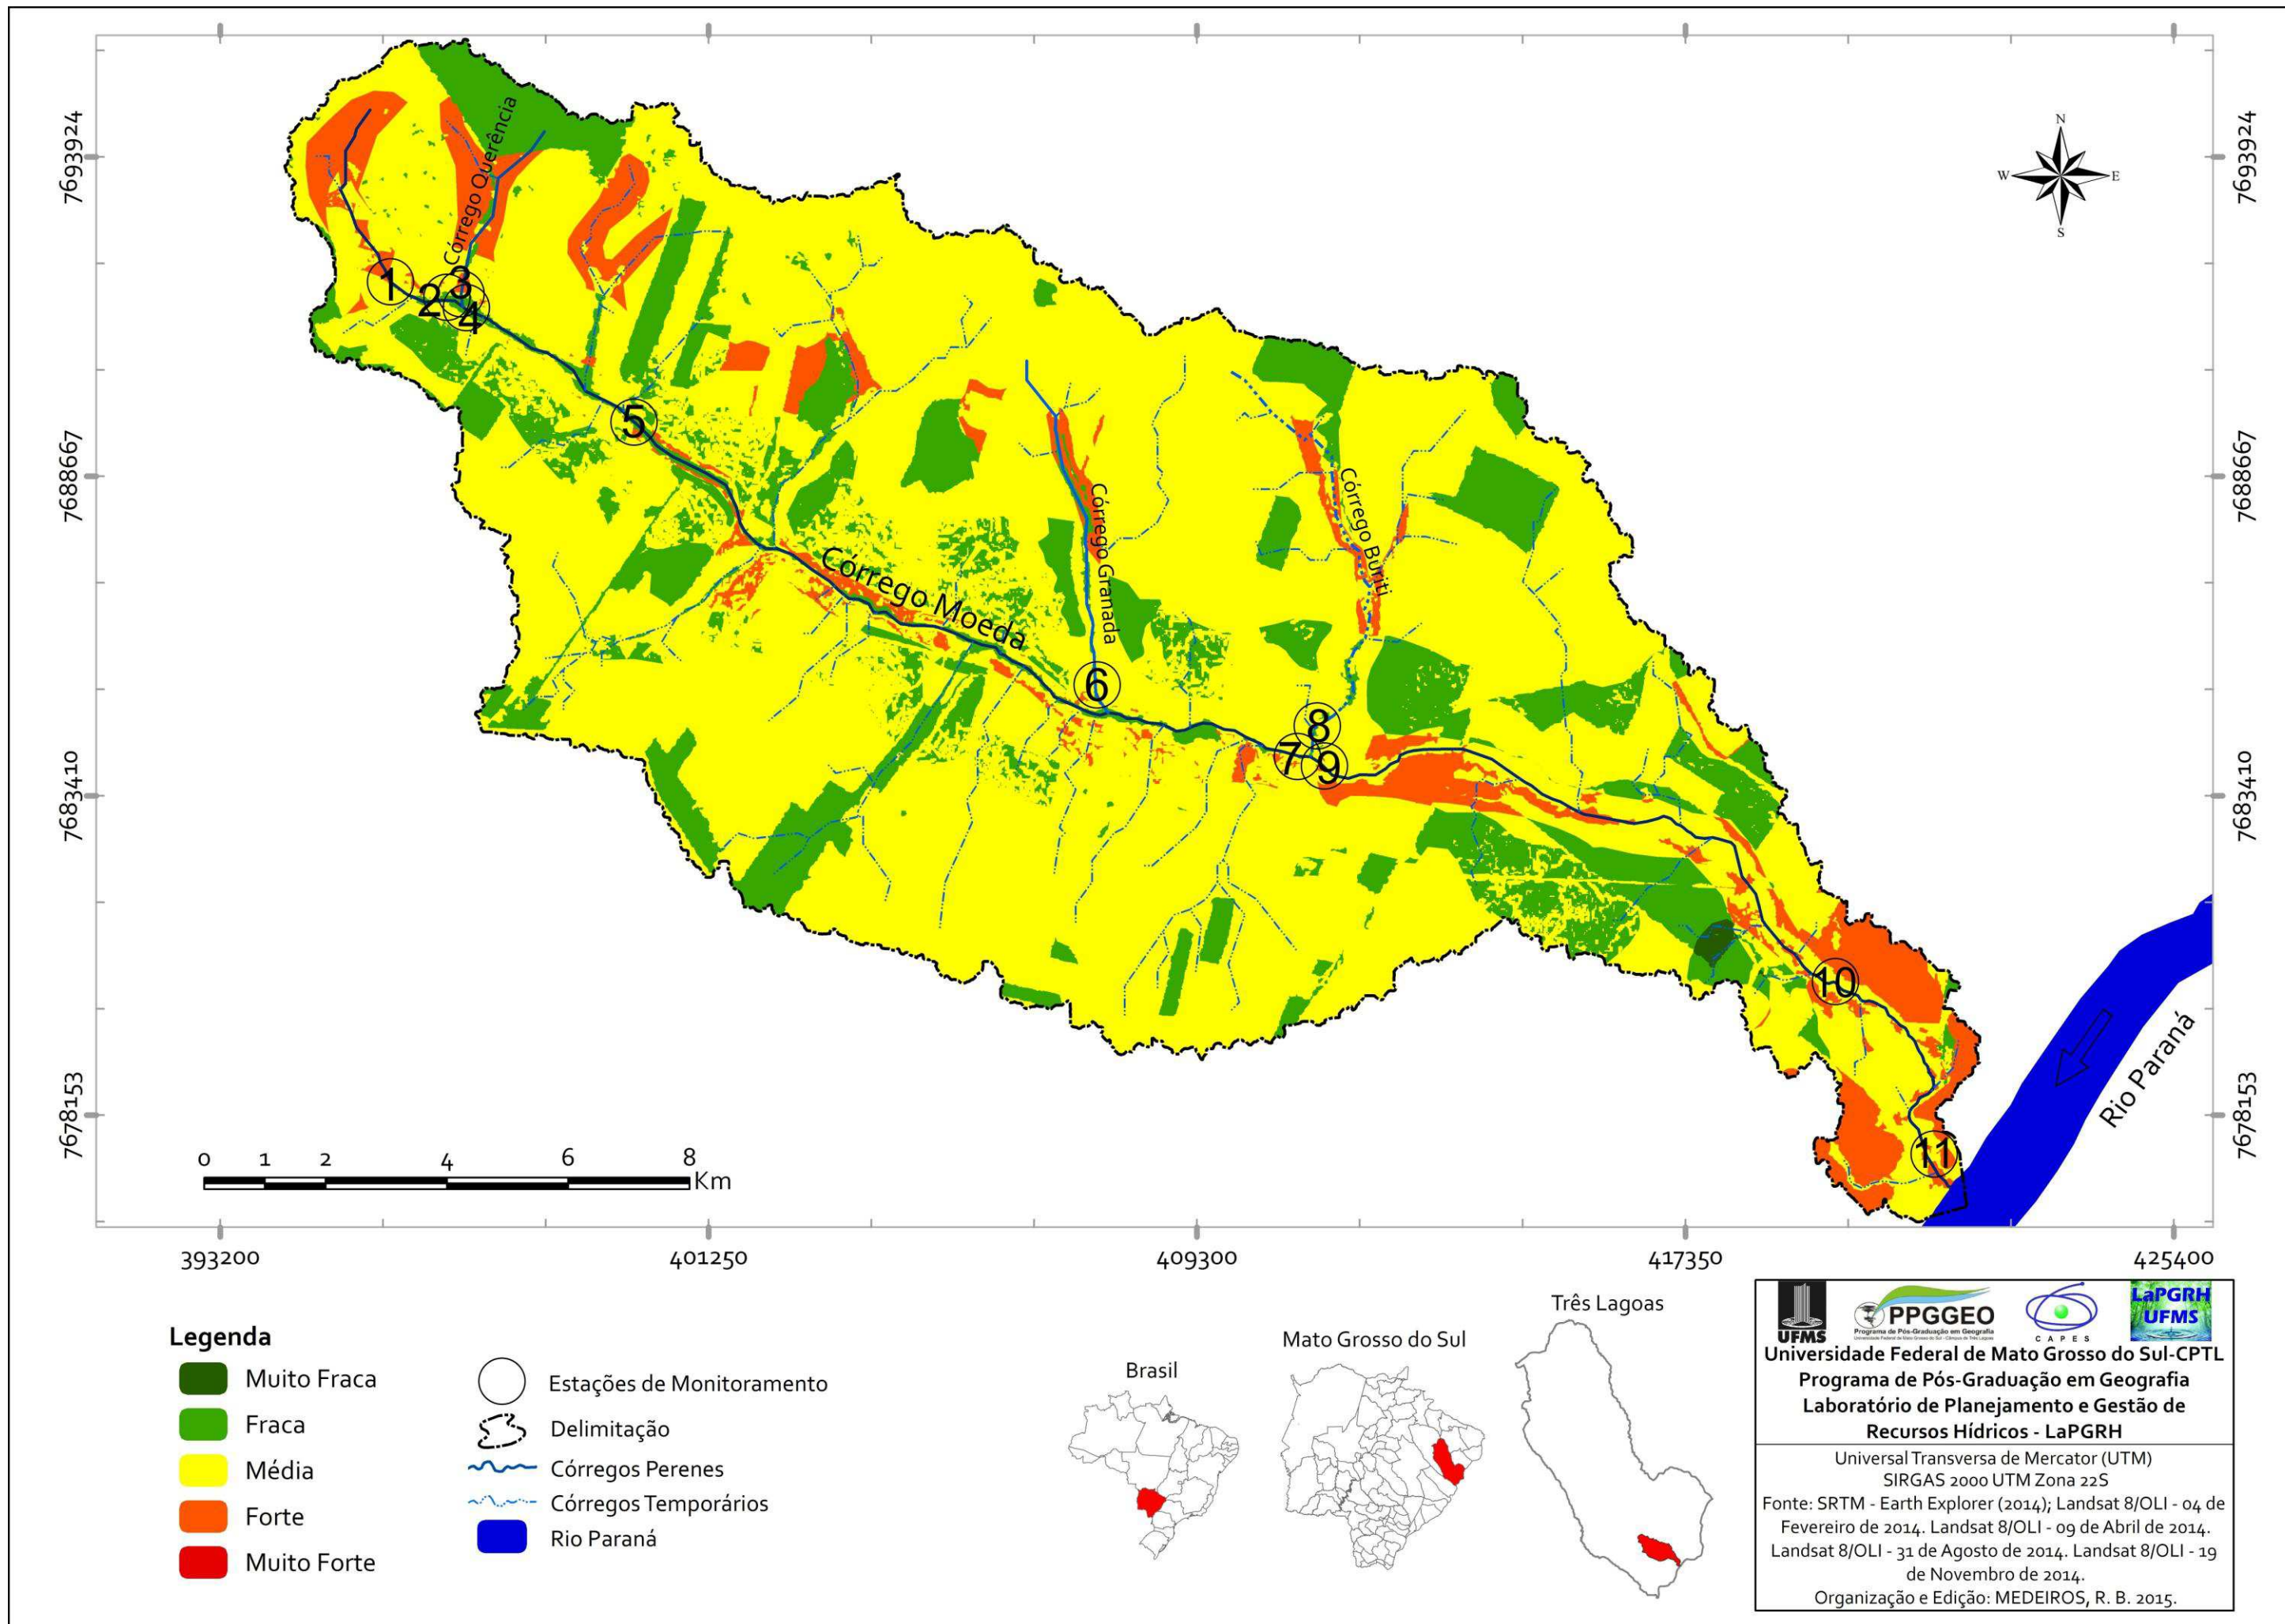 7693924
7688667
7683410
7678153
7693924
7688667
7683410
7678153
N
W
E
S
Córrego Querência
1
2
3
4
5
Córrego Moeda
Córrego Granada
Córrego Buriti
6
7
8
9
10
11
Rio Paraná
0 1 2 4 6 8
Km
393200 401250 409300 417350 425400
Legenda
Muito Fraca
Fraca
Média
Forte
Muito Forte
Estações de Monitoramento
Delimitação
Córregos Perenes
Córregos Temporários
Rio Paraná
Brasil
Mato Grosso do Sul
Três Lagoas
UFMS
PPGGEO
Programa de Pós-Graduação em Geografia
CAPES
LaPGRH
UFMS
Universidade Federal de Mato Grosso do Sul-CPTL
Programa de Pós-Graduação em Geografia
Laboratório de Planejamento e Gestão de
Recursos Hídricos - LaPGRH
Universal Transversa de Mercator (UTM)
SIRGAS 2000 UTM Zona 22S
Fonte: SRTM - Earth Explorer (2014); Landsat 8/OLI - 04 de
Fevereiro de 2014. Landsat 8/OLI - 09 de Abril de 2014.
Landsat 8/OLI - 31 de Agosto de 2014. Landsat 8/OLI - 19
de Novembro de 2014.
Organização e Edição: MEDEIROS, R. B. 2015.